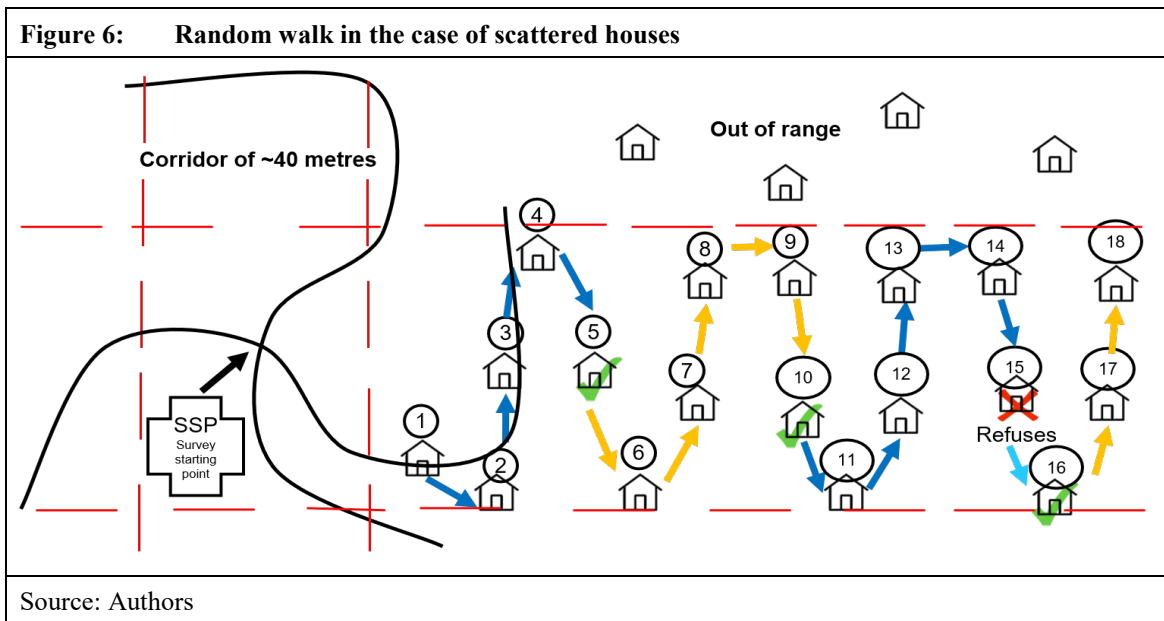 Figure 6: Random walk in the case of scattered houses
Out of range
Corridor of ~40 metres
4
8
9
13
14
18
3
5
SSP
Survey
starting
point
1
7
10
12
15
17
Refuses
2
6
11
16
Source: Authors